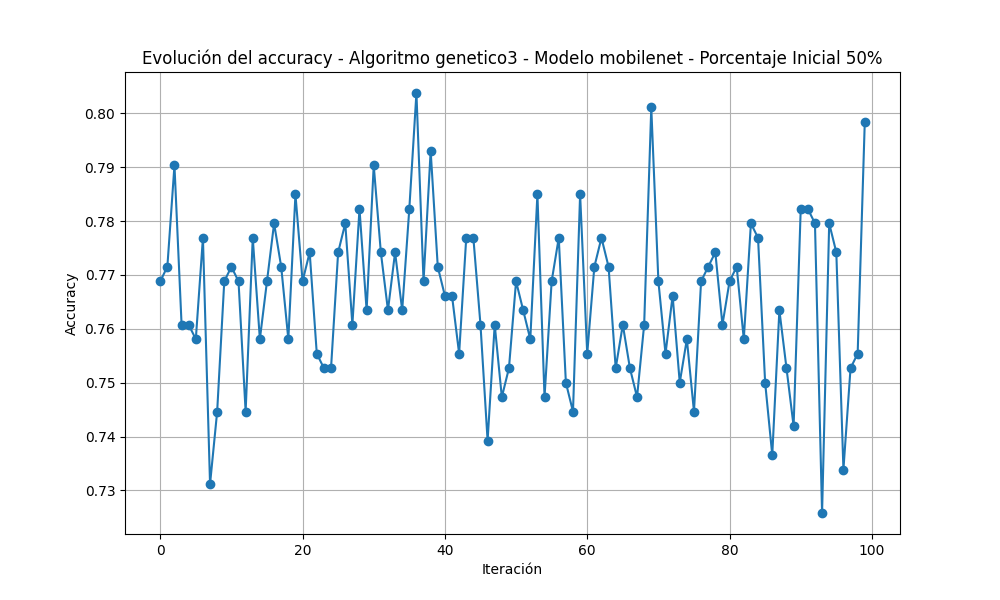 Evolución del accuracy - Algoritmo genetico3 - Modelo mobilenet - Porcentaje Inicial 50%
0.80
0.79
0.78
0.77
0.76
0.75
0.74
0.73
Accuracy
0 20 40 60 80 100
Iteración